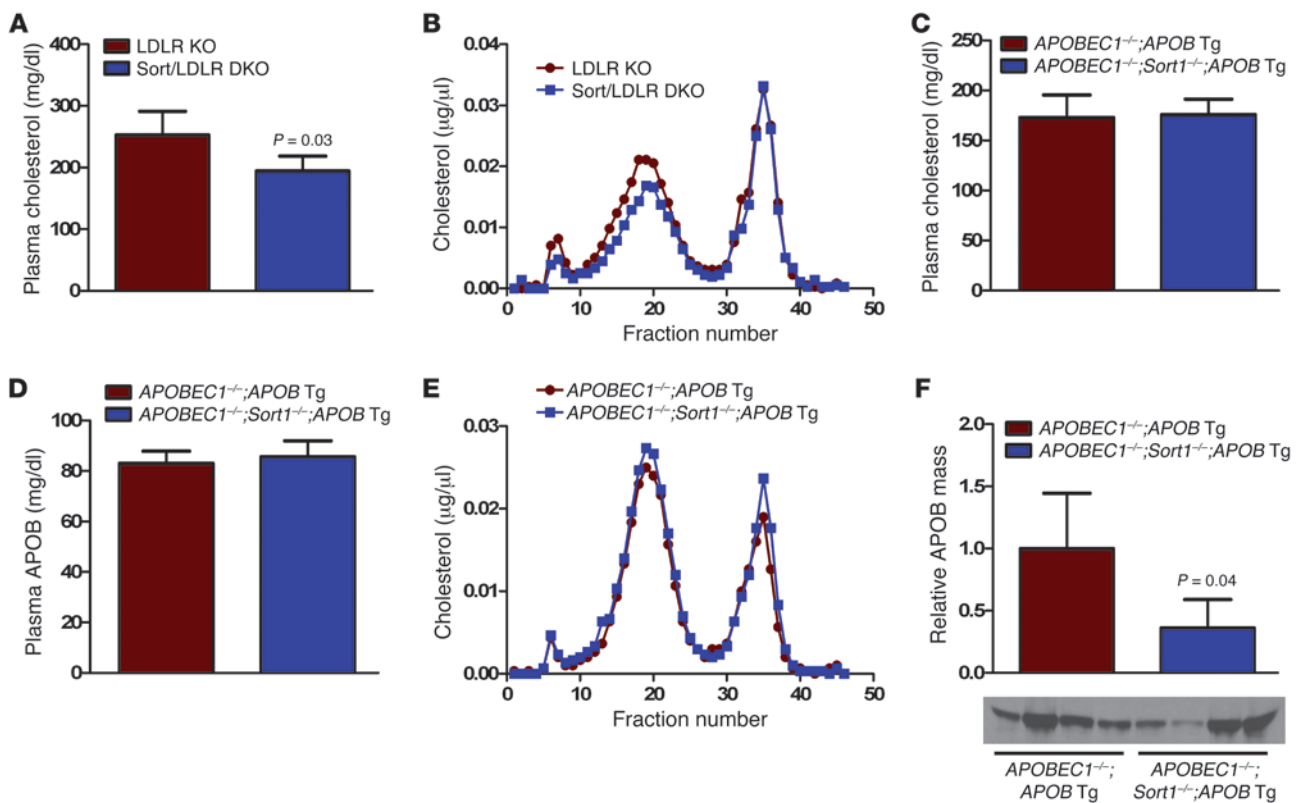 A
Plasma cholesterol (mg/dl)
400
300
200
100
0
LDLR KO
Sort/LDLR DKO
P = 0.03
B
Cholesterol (µg/µl)
0.04
0.03
0.02
0.01
0.00
LDLR KO
Sort/LDLR DKO
0 10 20 30 40 50
Fraction number
C
Plasma cholesterol (mg/dl)
250
200
150
100
50
0
APOBEC1–/–;APOB Tg
APOBEC1–/–;Sort1–/–;APOB Tg
D
Plasma APOB (mg/dl)
100
80
60
40
20
0
APOBEC1–/–;APOB Tg
APOBEC1–/–;Sort1–/–;APOB Tg
E
Cholesterol (µg/µl)
0.03
0.02
0.01
0.00
APOBEC1–/–;APOB Tg
APOBEC1–/–;Sort1–/–;APOB Tg
0 10 20 30 40 50
Fraction number
F
Relative APOB mass
2.0
1.5
1.0
0.5
0
APOBEC1–/–;APOB Tg
APOBEC1–/–;Sort1–/–;APOB Tg
P = 0.04
APOBEC1–/–;
APOB Tg
APOBEC1–/–;
Sort1–/–;APOB Tg